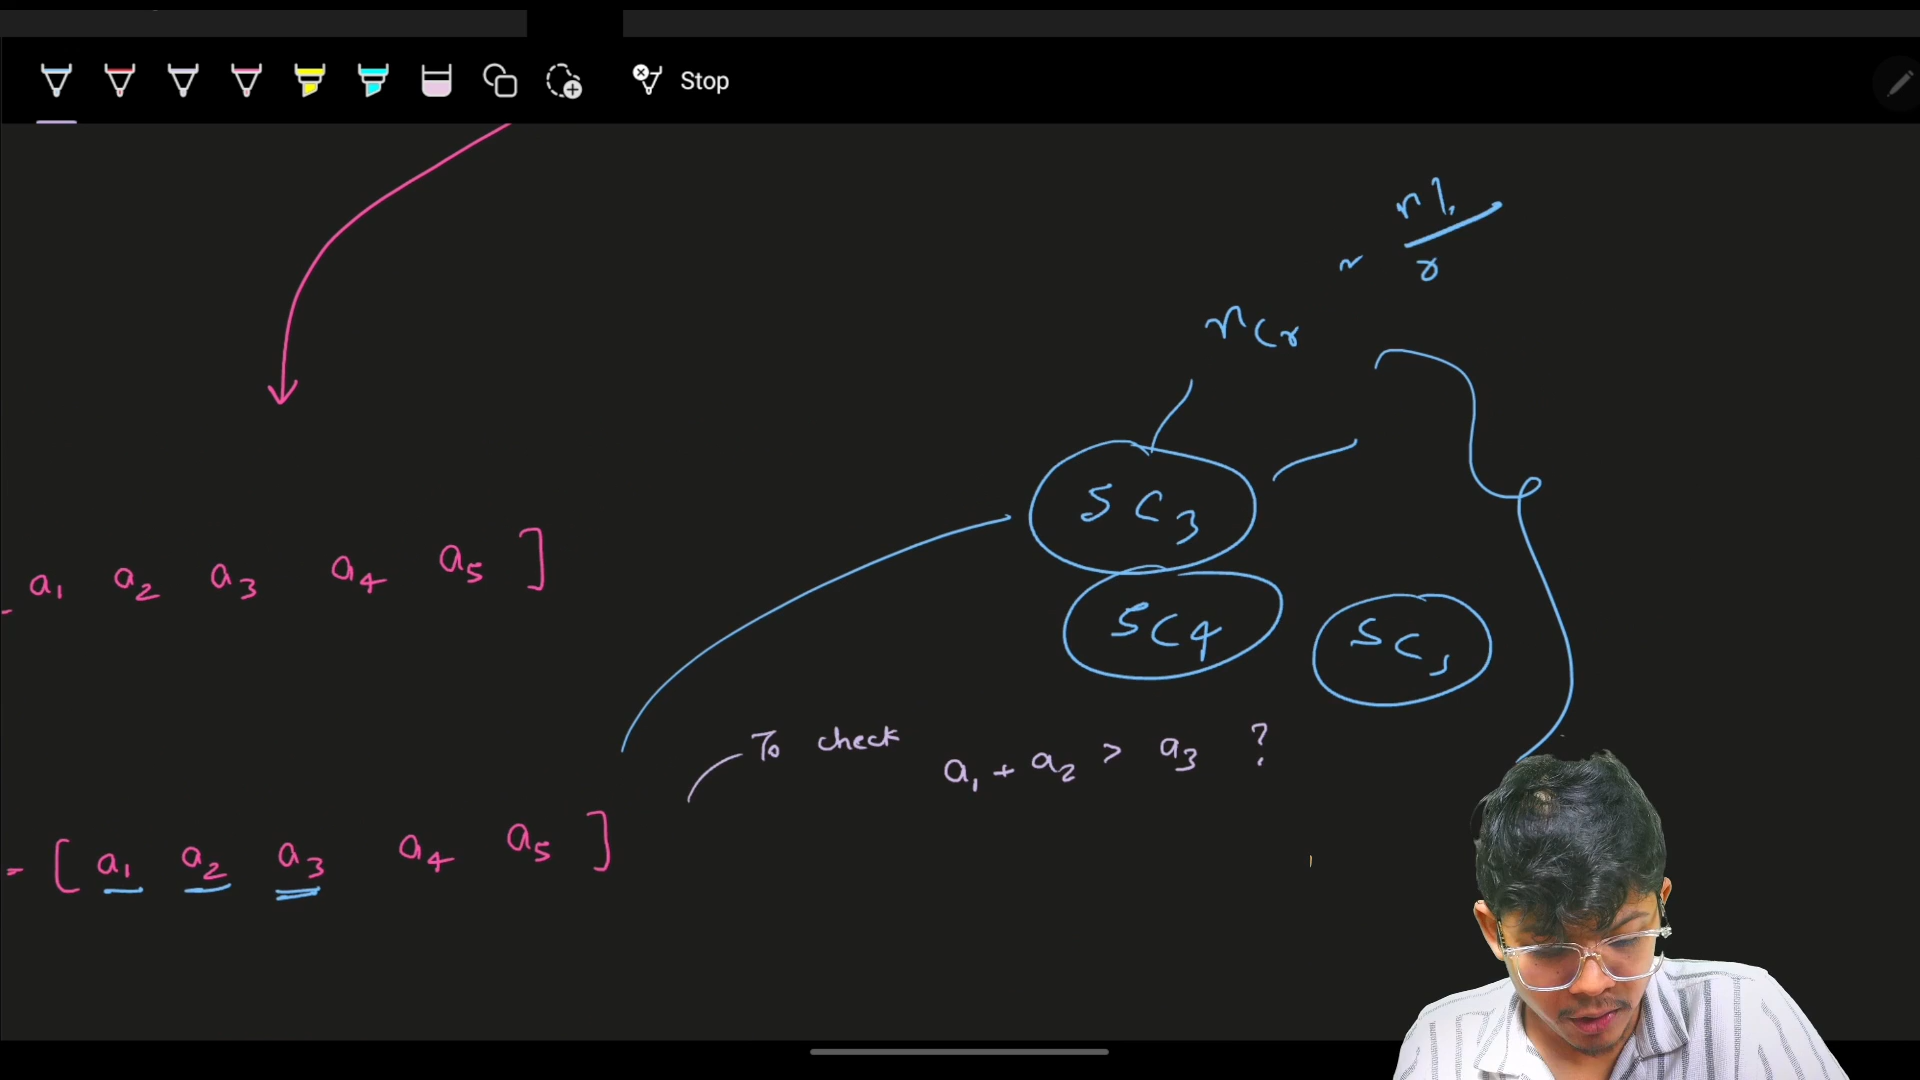 Stop
n!
~ r
nCr
5C3
5C4
5C5
a1 a2 a3 a4 a5 ]
To check a1 + a2 > a3 ?
= [ a1 a2 a3 a4 a5 ]